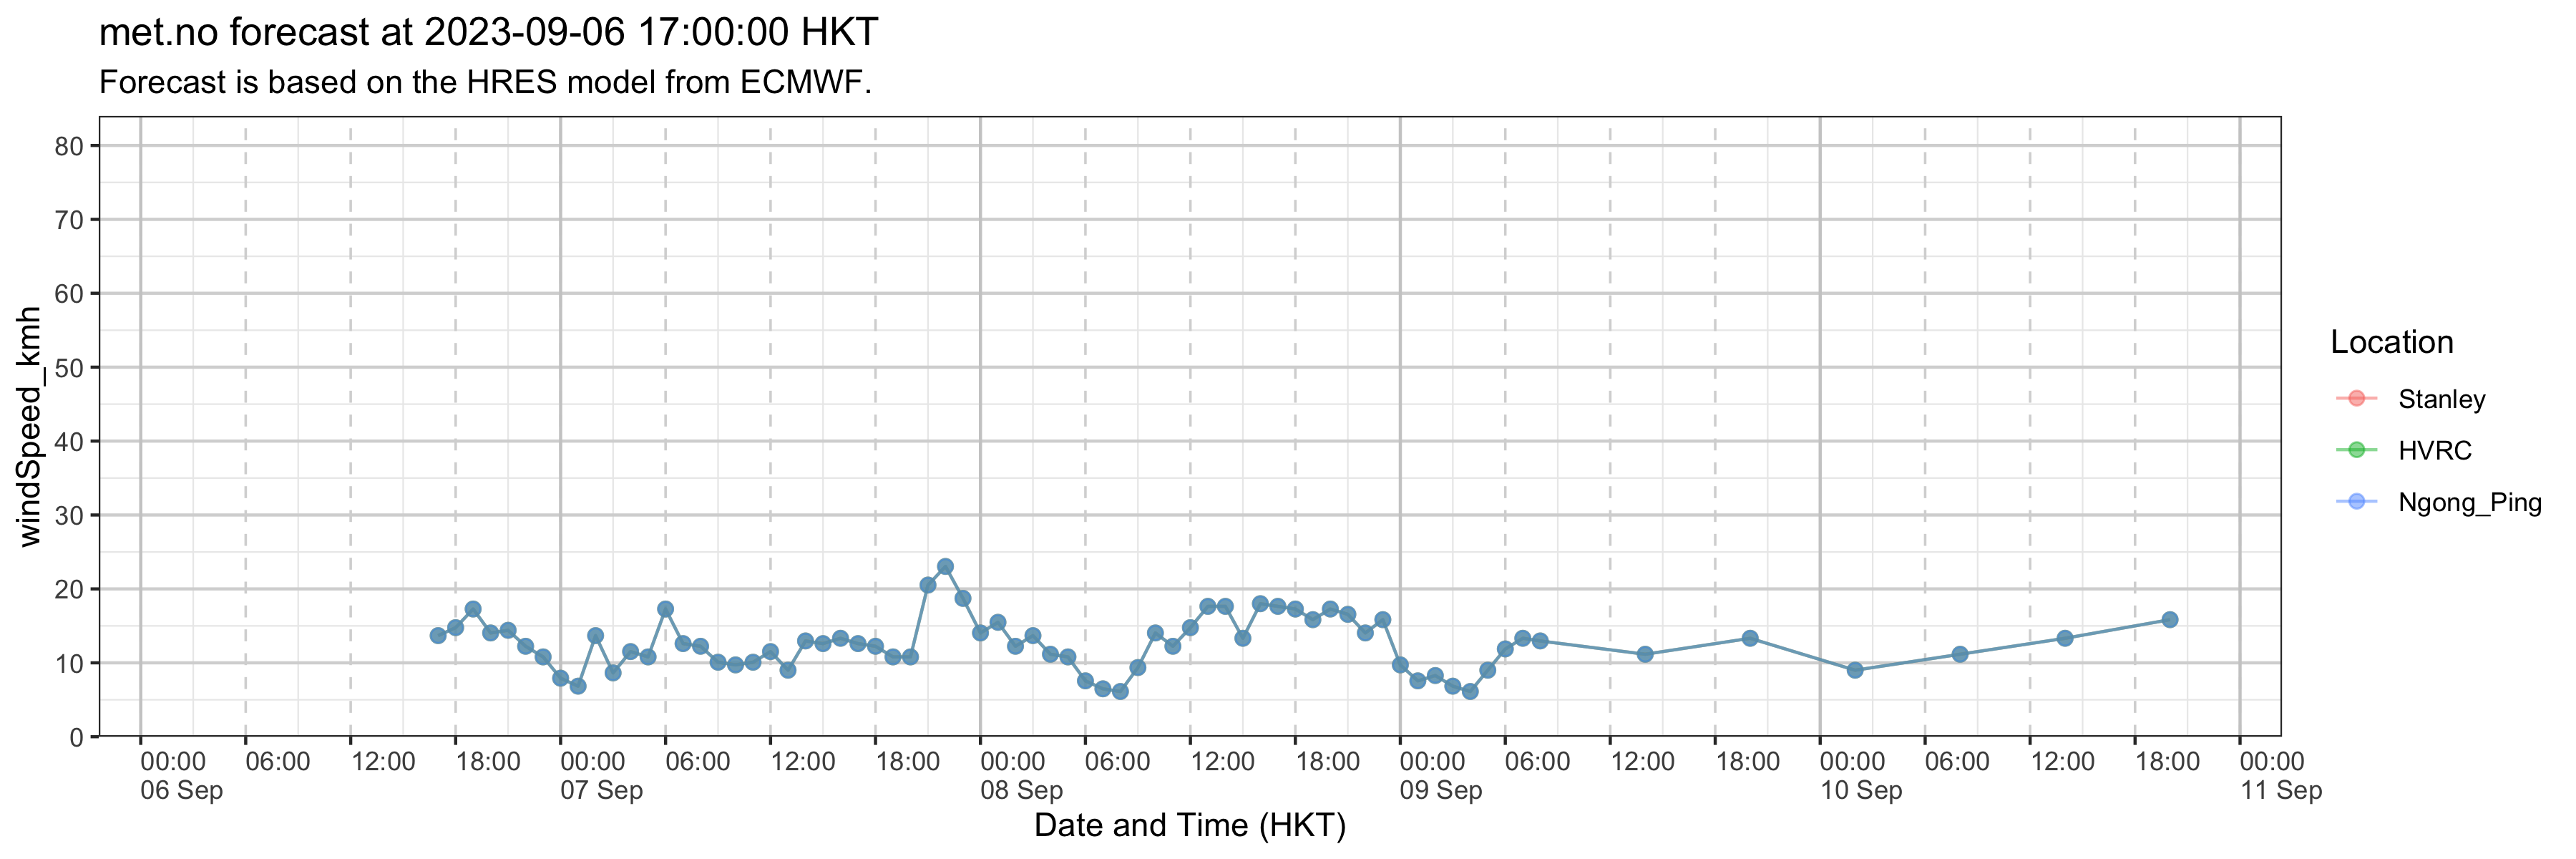 met.no forecast at 2023-09-06 17:00:00 HKT
Forecast is based on the HRES model from ECMWF.
windSpeed_kmh
80
70
60
50
40
30
20
10
0
00:00 06:00 12:00 18:00 00:00 06:00 12:00 18:00 00:00 06:00 12:00 18:00 00:00 06:00 12:00 18:00 00:00 06:00 12:00 18:00 00:00
06 Sep 07 Sep 08 Sep 09 Sep 10 Sep 11 Sep
Date and Time (HKT)
Location
Stanley
HVRC
Ngong_Ping